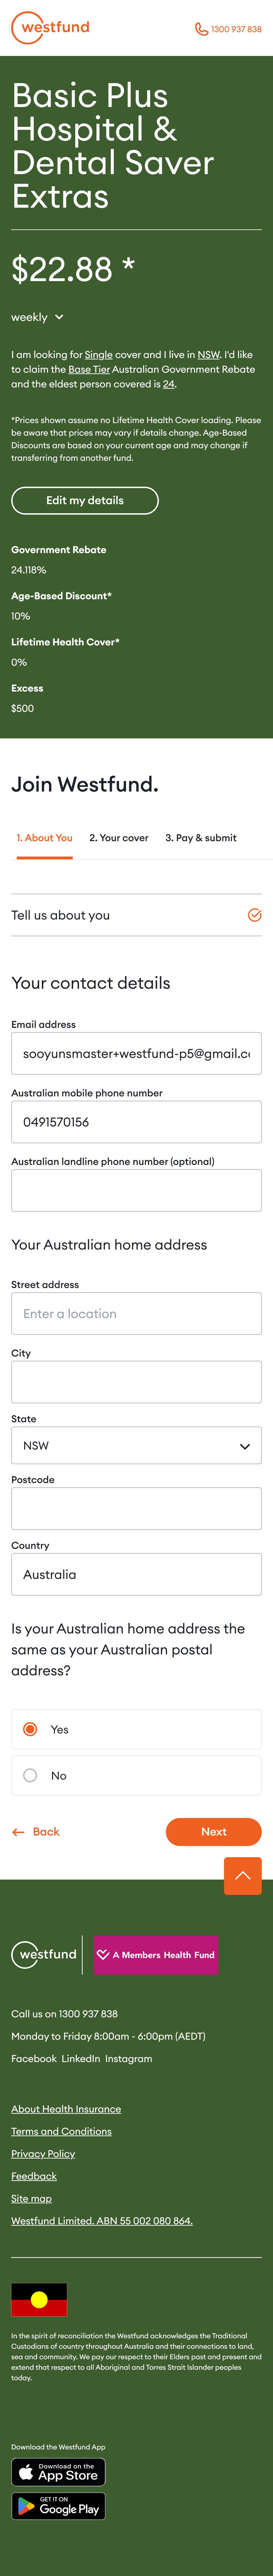 westfund
1300 937 838
Basic Plus
Hospital &
Dental Saver
Extras
$22.88 *
weekly
I am looking for Single cover and I live in NSW. I'd like
to claim the Base Tier Australian Government Rebate
and the eldest person covered is 24.
*Prices shown assume no Lifetime Health Cover loading. Please
be aware that prices may vary if details change. Age-Based
Discounts are based on your current age and may change if
transferring from another fund.
Edit my details
Government Rebate
24.118%
Age-Based Discount*
10%
Lifetime Health Cover*
0%
Excess
$500
Join Westfund.
1. About You 2. Your cover 3. Pay & submit
Tell us about you
Your contact details
Email address
sooyunsmaster+westfund-p5@gmail.c
Australian mobile phone number
0491570156
Australian landline phone number (optional)
Your Australian home address
Street address
Enter a location
City
State
NSW
Postcode
Country
Australia
Is your Australian home address the
same as your Australian postal
address?
Yes
No
Back Next
westfund A Members Health Fund
Call us on 1300 937 838
Monday to Friday 8:00am - 6:00pm (AEDT)
Facebook LinkedIn Instagram
About Health Insurance
Terms and Conditions
Privacy Policy
Feedback
Site map
Westfund Limited. ABN 55 002 080 864.
In the spirit of reconciliation the Westfund acknowledges the Traditional
Custodians of country throughout Australia and their connections to land,
sea and community. We pay our respect to their Elders past and present and
extend that respect to all Aboriginal and Torres Strait Islander peoples
today.
Download the Westfund App
Download on the
App Store
GET IT ON
Google Play